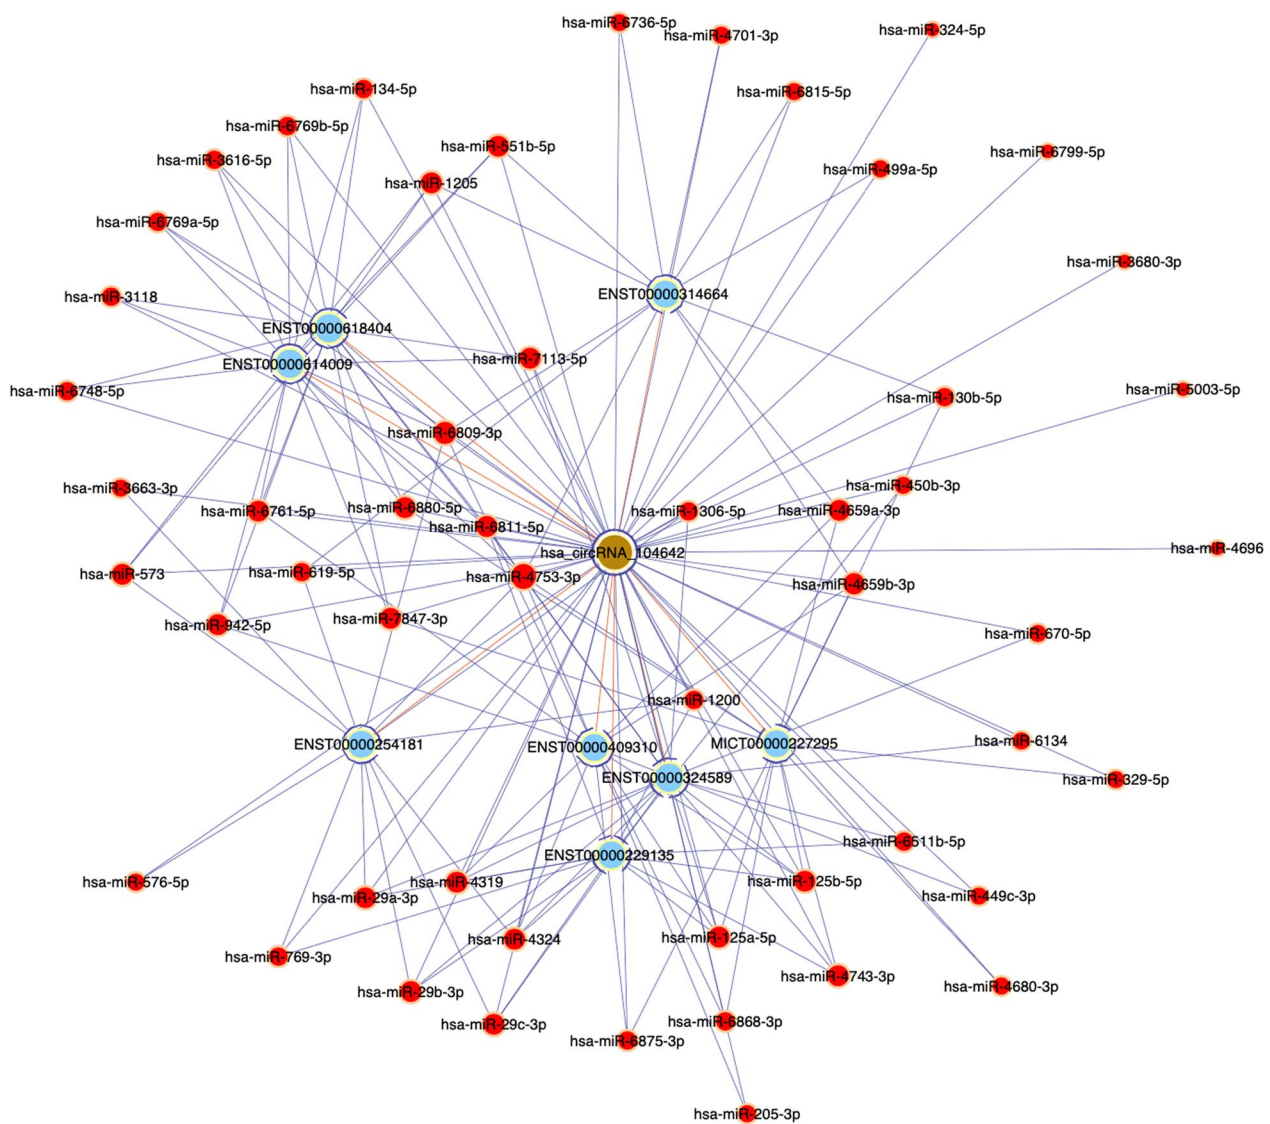 hsa-miR-6736-5p
hsa-miR-4701-3p
hsa-miR-324-5p
hsa-miR-134-5p
hsa-miR-6815-5p
hsa-miR-6769b-5p
hsa-miR-551b-5p
hsa-miR-6799-5p
hsa-miR-3616-5p
hsa-miR-499a-5p
hsa-miR-1205
hsa-miR-6769a-5p
hsa-miR-3680-3p
ENST00000314664
hsa-miR-3118
ENST00000618404
hsa-miR-7113-5p
ENST00000614009
hsa-miR-6748-5p
hsa-miR-5003-5p
hsa-miR-130b-5p
hsa-miR-6809-3p
hsa-miR-450b-3p
hsa-miR-3663-3p
hsa-miR-6880-5p
hsa-miR-6761-5p
hsa-miR-1306-5p
hsa-miR-4659a-3p
hsa-miR-6811-5p
hsa-miR-4696
hsa_circRNA_104642
hsa-miR-619-5p
hsa-miR-573
hsa-miR-4753-3p
hsa-miR-4659b-3p
hsa-miR-7847-3p
hsa-miR-942-5p
hsa-miR-670-5p
hsa-miR-1200
hsa-miR-6134
ENST00000254181
ENST00000409310
MICT00000227295
ENST00000324589
hsa-miR-329-5p
hsa-miR-6511b-5p
ENST00000229135
hsa-miR-576-5p
hsa-miR-4319
hsa-miR-125b-5p
hsa-miR-29a-3p
hsa-miR-449c-3p
hsa-miR-4324
hsa-miR-125a-5p
hsa-miR-769-3p
hsa-miR-4743-3p
hsa-miR-4680-3p
hsa-miR-29b-3p
hsa-miR-29c-3p
hsa-miR-6868-3p
hsa-miR-6875-3p
hsa-miR-205-3p